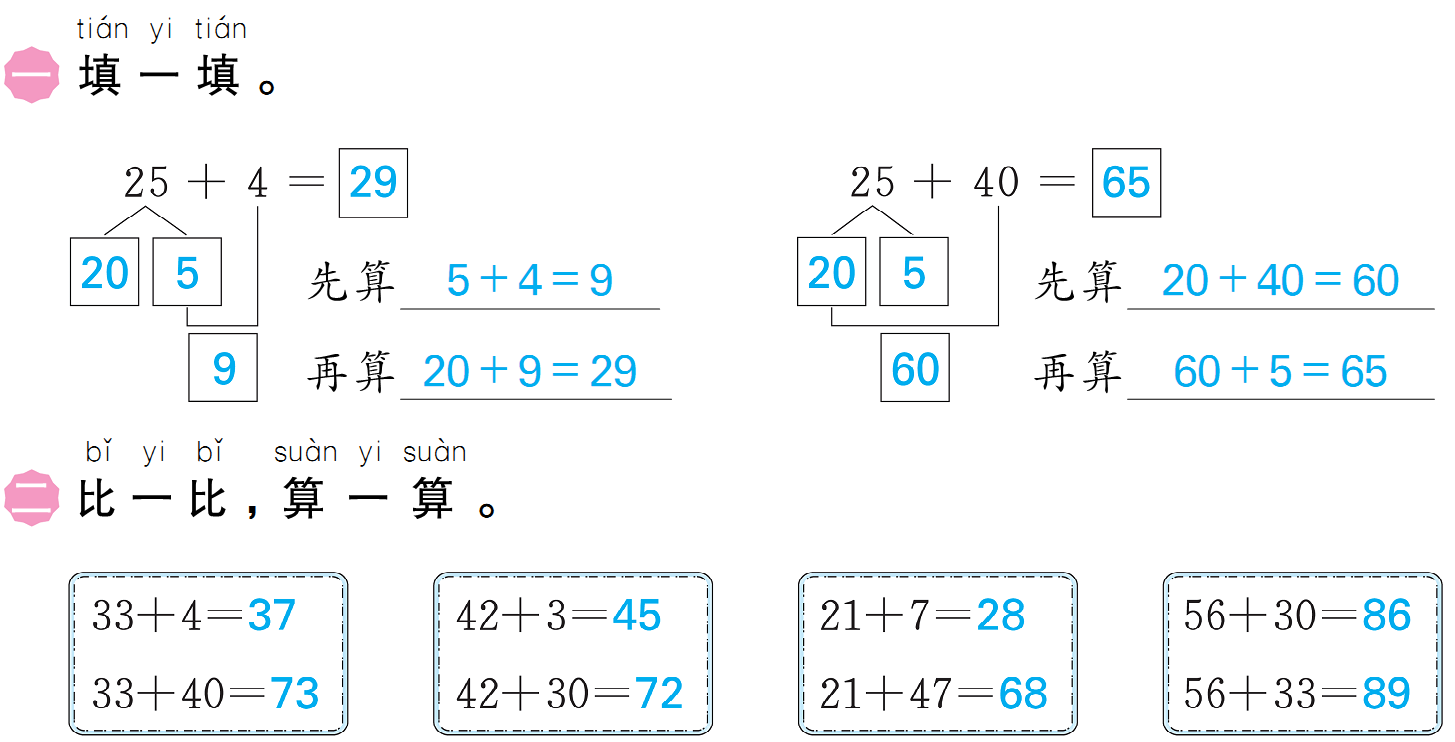 tián yi tián
一 填一填。
25 + 4 = 29
20 5
先算 5+4=9
9
再算 20+9=29
25 + 40 = 65
20 5
先算 20+40=60
60
再算 60+5=65
bǐ yi bǐ suàn yi suàn
二 比一比,算一算。
33+4=37
33+40=73
42+3=45
42+30=72
21+7=28
21+47=68
56+30=86
56+33=89